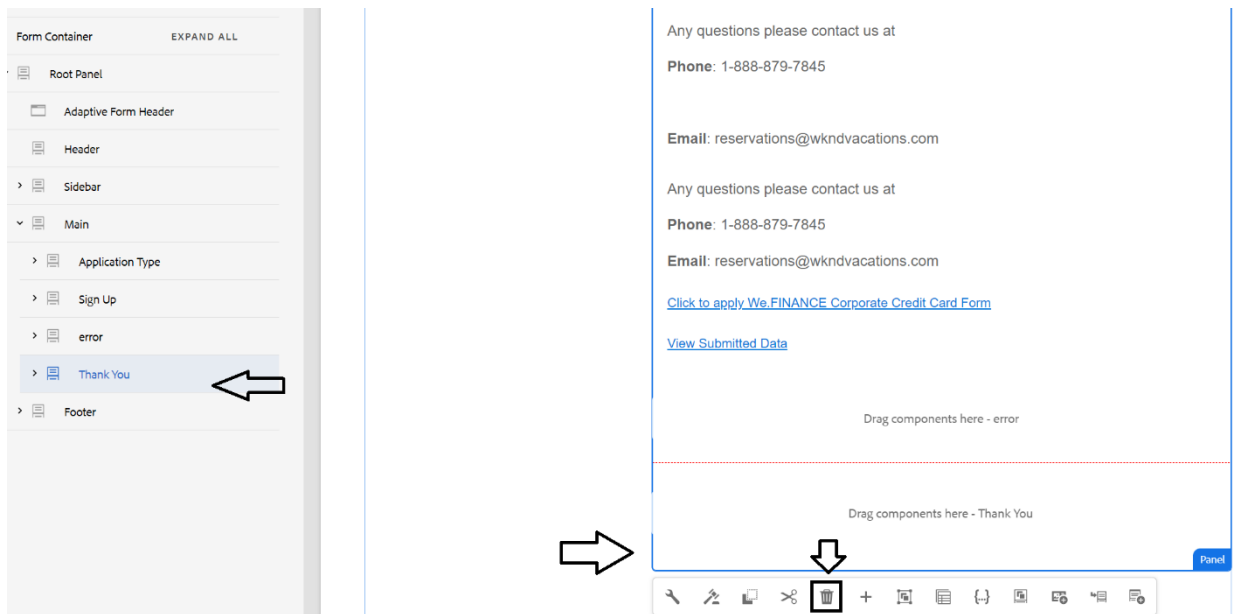 Form Container
EXPAND ALL
Root Panel
Adaptive Form Header
Header
Sidebar
Main
Application Type
Sign Up
error
Thank You
Footer
Any questions please contact us at
Phone: 1-888-879-7845
Email: reservations@wkndvacations.com
Any questions please contact us at
Phone: 1-888-879-7845
Email: reservations@wkndvacations.com
Click to apply We.FINANCE Corporate Credit Card Form
View Submitted Data
Drag components here - error
Drag components here - Thank You
Panel